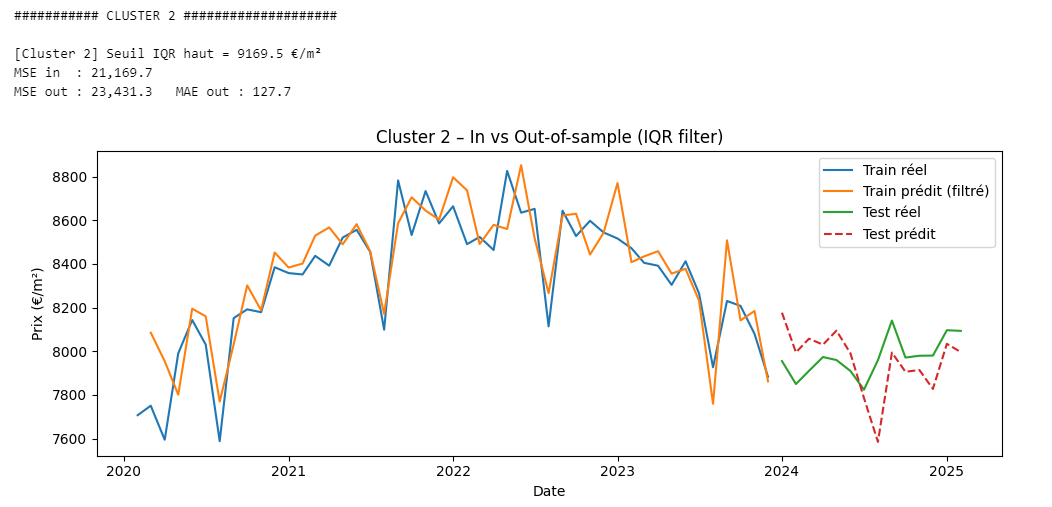 ########### CLUSTER 2 ####################
[Cluster 2] Seuil IQR haut = 9169.5 €/m²
MSE in  : 21,169.7
MSE out : 23,431.3   MAE out : 127.7
Cluster 2 – In vs Out-of-sample (IQR filter)
Train réel
Train prédit (filtré)
Test réel
Test prédit
Prix (€/m²)
8800
8600
8400
8200
8000
7800
7600
2020
2021
2022
2023
2024
2025
Date